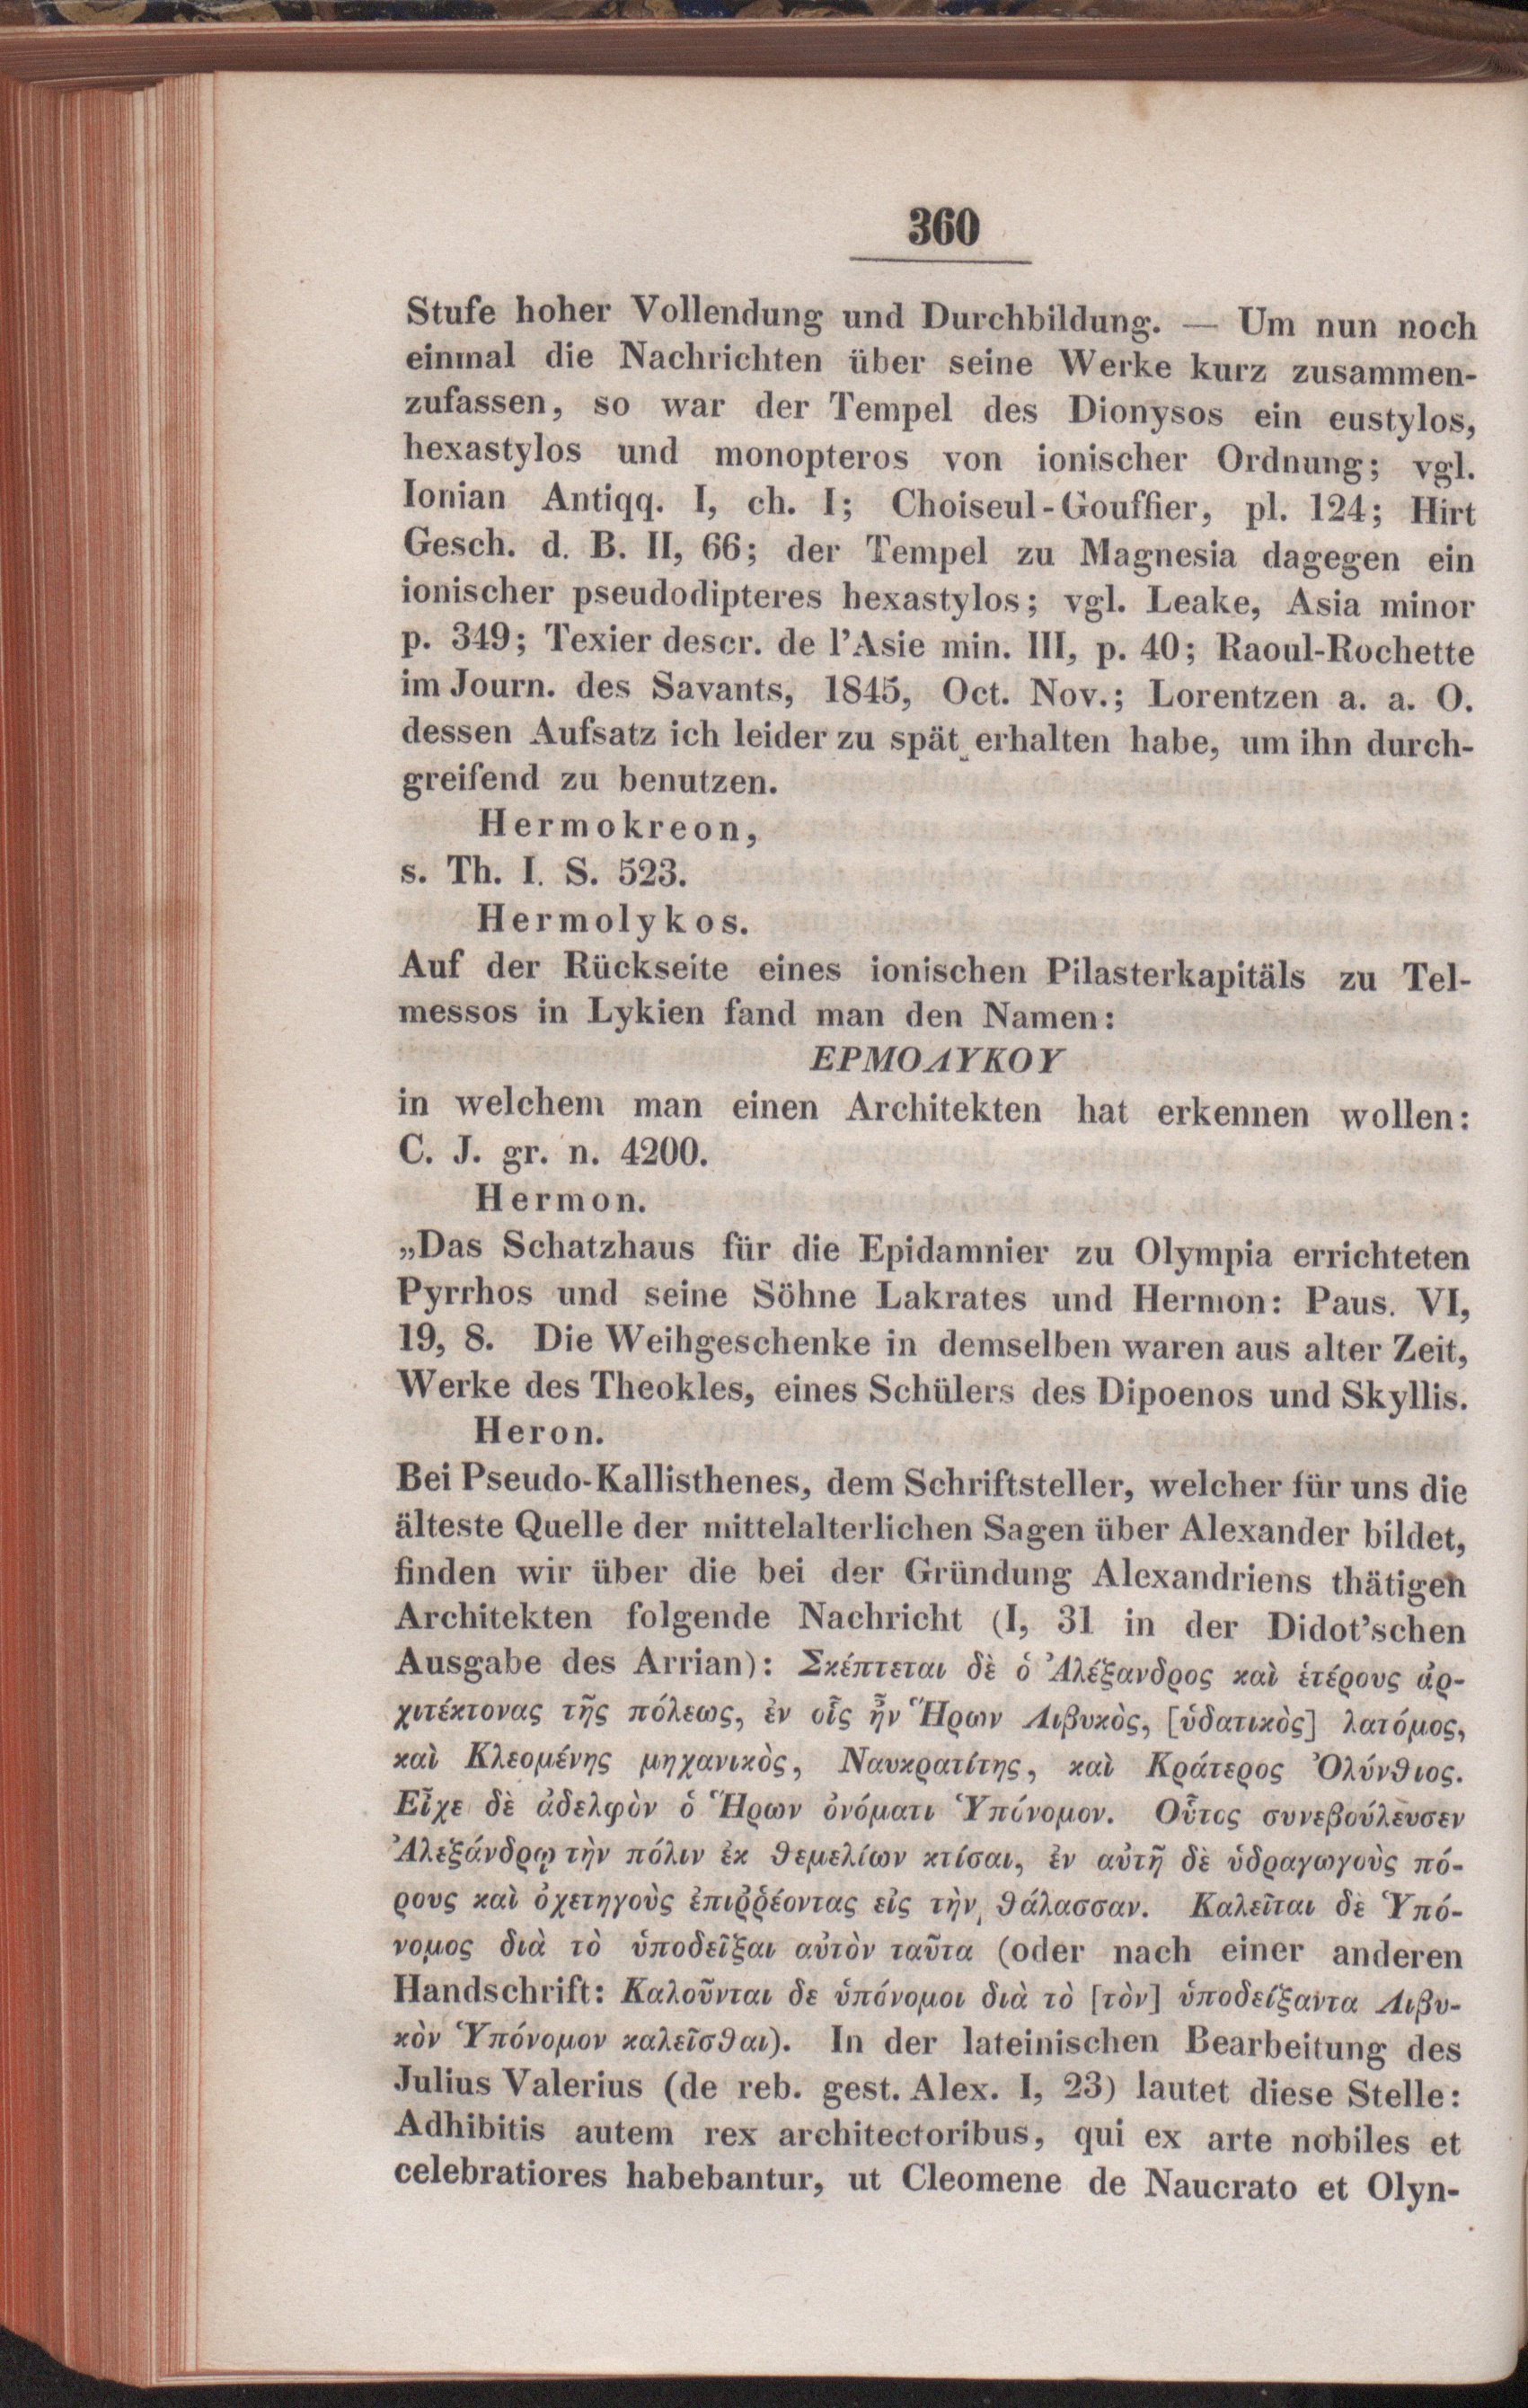 360
Stufe hoher Vollendung und Durchbildung. — Um nun noch
einmal die Nachrichten über seine Werke kurz zusammen-
zufassen, so war der Tempel des Dionysos ein eustylos,
hexastylos und monopteros von ionischer Ordnung; vgl.
Ionian Antiqq. I, ch. I; Choiseul-Gouffier, pl. 124; Hirt
Gesch. d. B. II, 66; der Tempel zu Magnesia dagegen ein
ionischer pseudodipteres hexastylos; vgl. Leake, Asia minor
p. 349; Texier descr. de l'Asie min. III, p. 40; Raoul-Rochette
im Journ. des Savants, 1845, Oct. Nov.; Lorentzen a. a. O.
dessen Aufsatz ich leider zu spät erhalten habe, um ihn durch-
greifend zu benutzen.
Hermokreon,
s. Th. I. S. 523.
Hermolykos.
Auf der Rückseite eines ionischen Pilasterkapitäls zu Tel-
messos in Lykien fand man den Namen:
ΕΡΜΟΛΥΚΟΥ
in welchem man einen Architekten hat erkennen wollen:
C. J. gr. n. 4200.
Hermon.
„Das Schatzhaus für die Epidamnier zu Olympia errichteten
Pyrrhos und seine Söhne Lakrates und Hermon: Paus. VI,
19, 8. Die Weihgeschenke in demselben waren aus alter Zeit,
Werke des Theokles, eines Schülers des Dipoenos und Skyllis.
Heron.
Bei Pseudo-Kallisthenes, dem Schriftsteller, welcher für uns die
älteste Quelle der mittelalterlichen Sagen über Alexander bildet,
finden wir über die bei der Gründung Alexandriens thätigen
Architekten folgende Nachricht (I, 31 in der Didot'schen
Ausgabe des Arrian): Σκέπτεται δὲ ὁ Ἀλέξανδρος καὶ ἑτέρους ἀρ-
χιτέκτονας τῆς πόλεως, ἐν οἷς ἦν Ἥρων Λιβυκὸς, [ὑδατικὸς] λατόμος,
καὶ Κλεομένης μηχανικὸς, Ναυκρατίτης, καὶ Κράτερος Ὀλύνθιος.
Εἶχε δὲ ἀδελφὸν ὁ Ἥρων ὀνόματι Ὑπόνομον. Οὗτος συνεβούλευσεν
Ἀλεξάνδρῳ τὴν πόλιν ἐκ θεμελίων κτίσαι, ἐν αὐτῇ δὲ ὑδραγωγοὺς πό-
ρους καὶ ὀχετηγοὺς ἐπιῤῥέοντας εἰς τὴν θάλασσαν. Καλεῖται δὲ Ὑπό-
νομος διὰ τὸ ὑποδεῖξαι αὐτὸν ταῦτα (oder nach einer anderen
Handschrift: Καλοῦνται δε ὑπόνομοι διὰ τὸ [τὸν] ὑποδείξαντα Λιβυ-
κὸν Ὑπόνομον καλεῖσθαι). In der lateinischen Bearbeitung des
Julius Valerius (de reb. gest. Alex. I, 23) lautet diese Stelle:
Adhibitis autem rex architectoribus, qui ex arte nobiles et
celebratiores habebantur, ut Cleomene de Naucrato et Olyn-